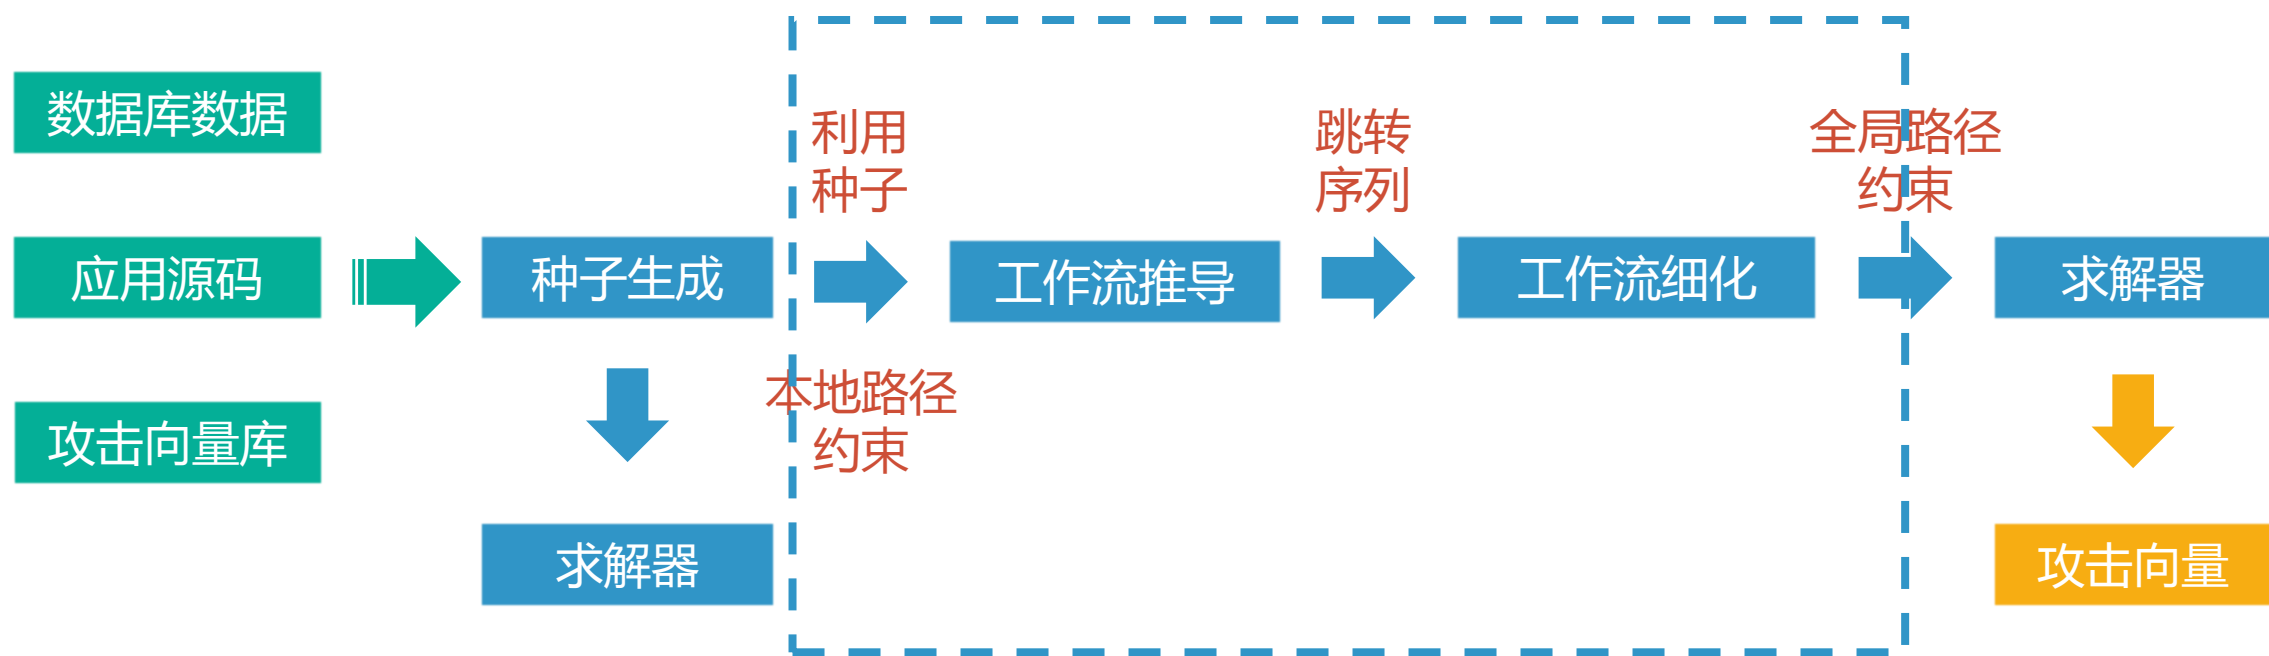 数据库数据
应用源码
攻击向量库
种子生成
求解器
利用
种子
本地路径
约束
工作流推导
跳转
序列
工作流细化
全局路径
约束
求解器
攻击向量